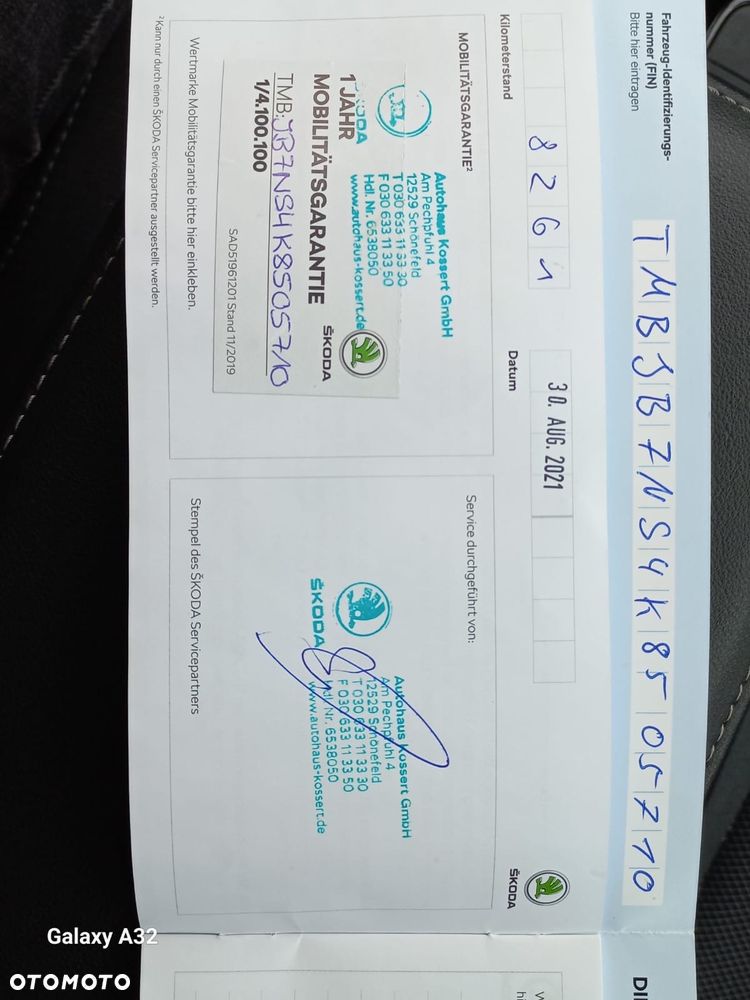 Fahrzeug-Identifizierungs-
nummer (FIN)
Bitte hier eintragen
TMBJB7NS4K8505710
Kilometerstand
8261
Datum
30. AUG. 2021
ŠKODA
MOBILITÄTSGARANTIE²
Autohaus Kossert GmbH
Am Pechpfuhl 4
12529 Schönefeld
T 030 633 11 33 30
F 030 633 11 33 50
Hdl. Nr. 6538050
www.autohaus-kossert.de
ŠKODA
1 JAHR
MOBILITÄTSGARANTIE
TMB:JB7NS4K8505710
1/4.100.100
ŠKODA
SAD51961201 Stand 11/2019
Wertmarke Mobilitätsgarantie bitte hier einkleben.
² Kann nur durch einen ŠKODA Servicepartner ausgestellt werden.
Service durchgeführt von:
ŠKODA
Autohaus Kossert GmbH
Am Pechpfuhl 4
12529 Schönefeld
T 030 633 11 33 30
F 030 633 11 33 50
Hdl. Nr. 6538050
www.autohaus-kossert.de
Stempel des ŠKODA Servicepartners
Galaxy A32
OTOMOTO